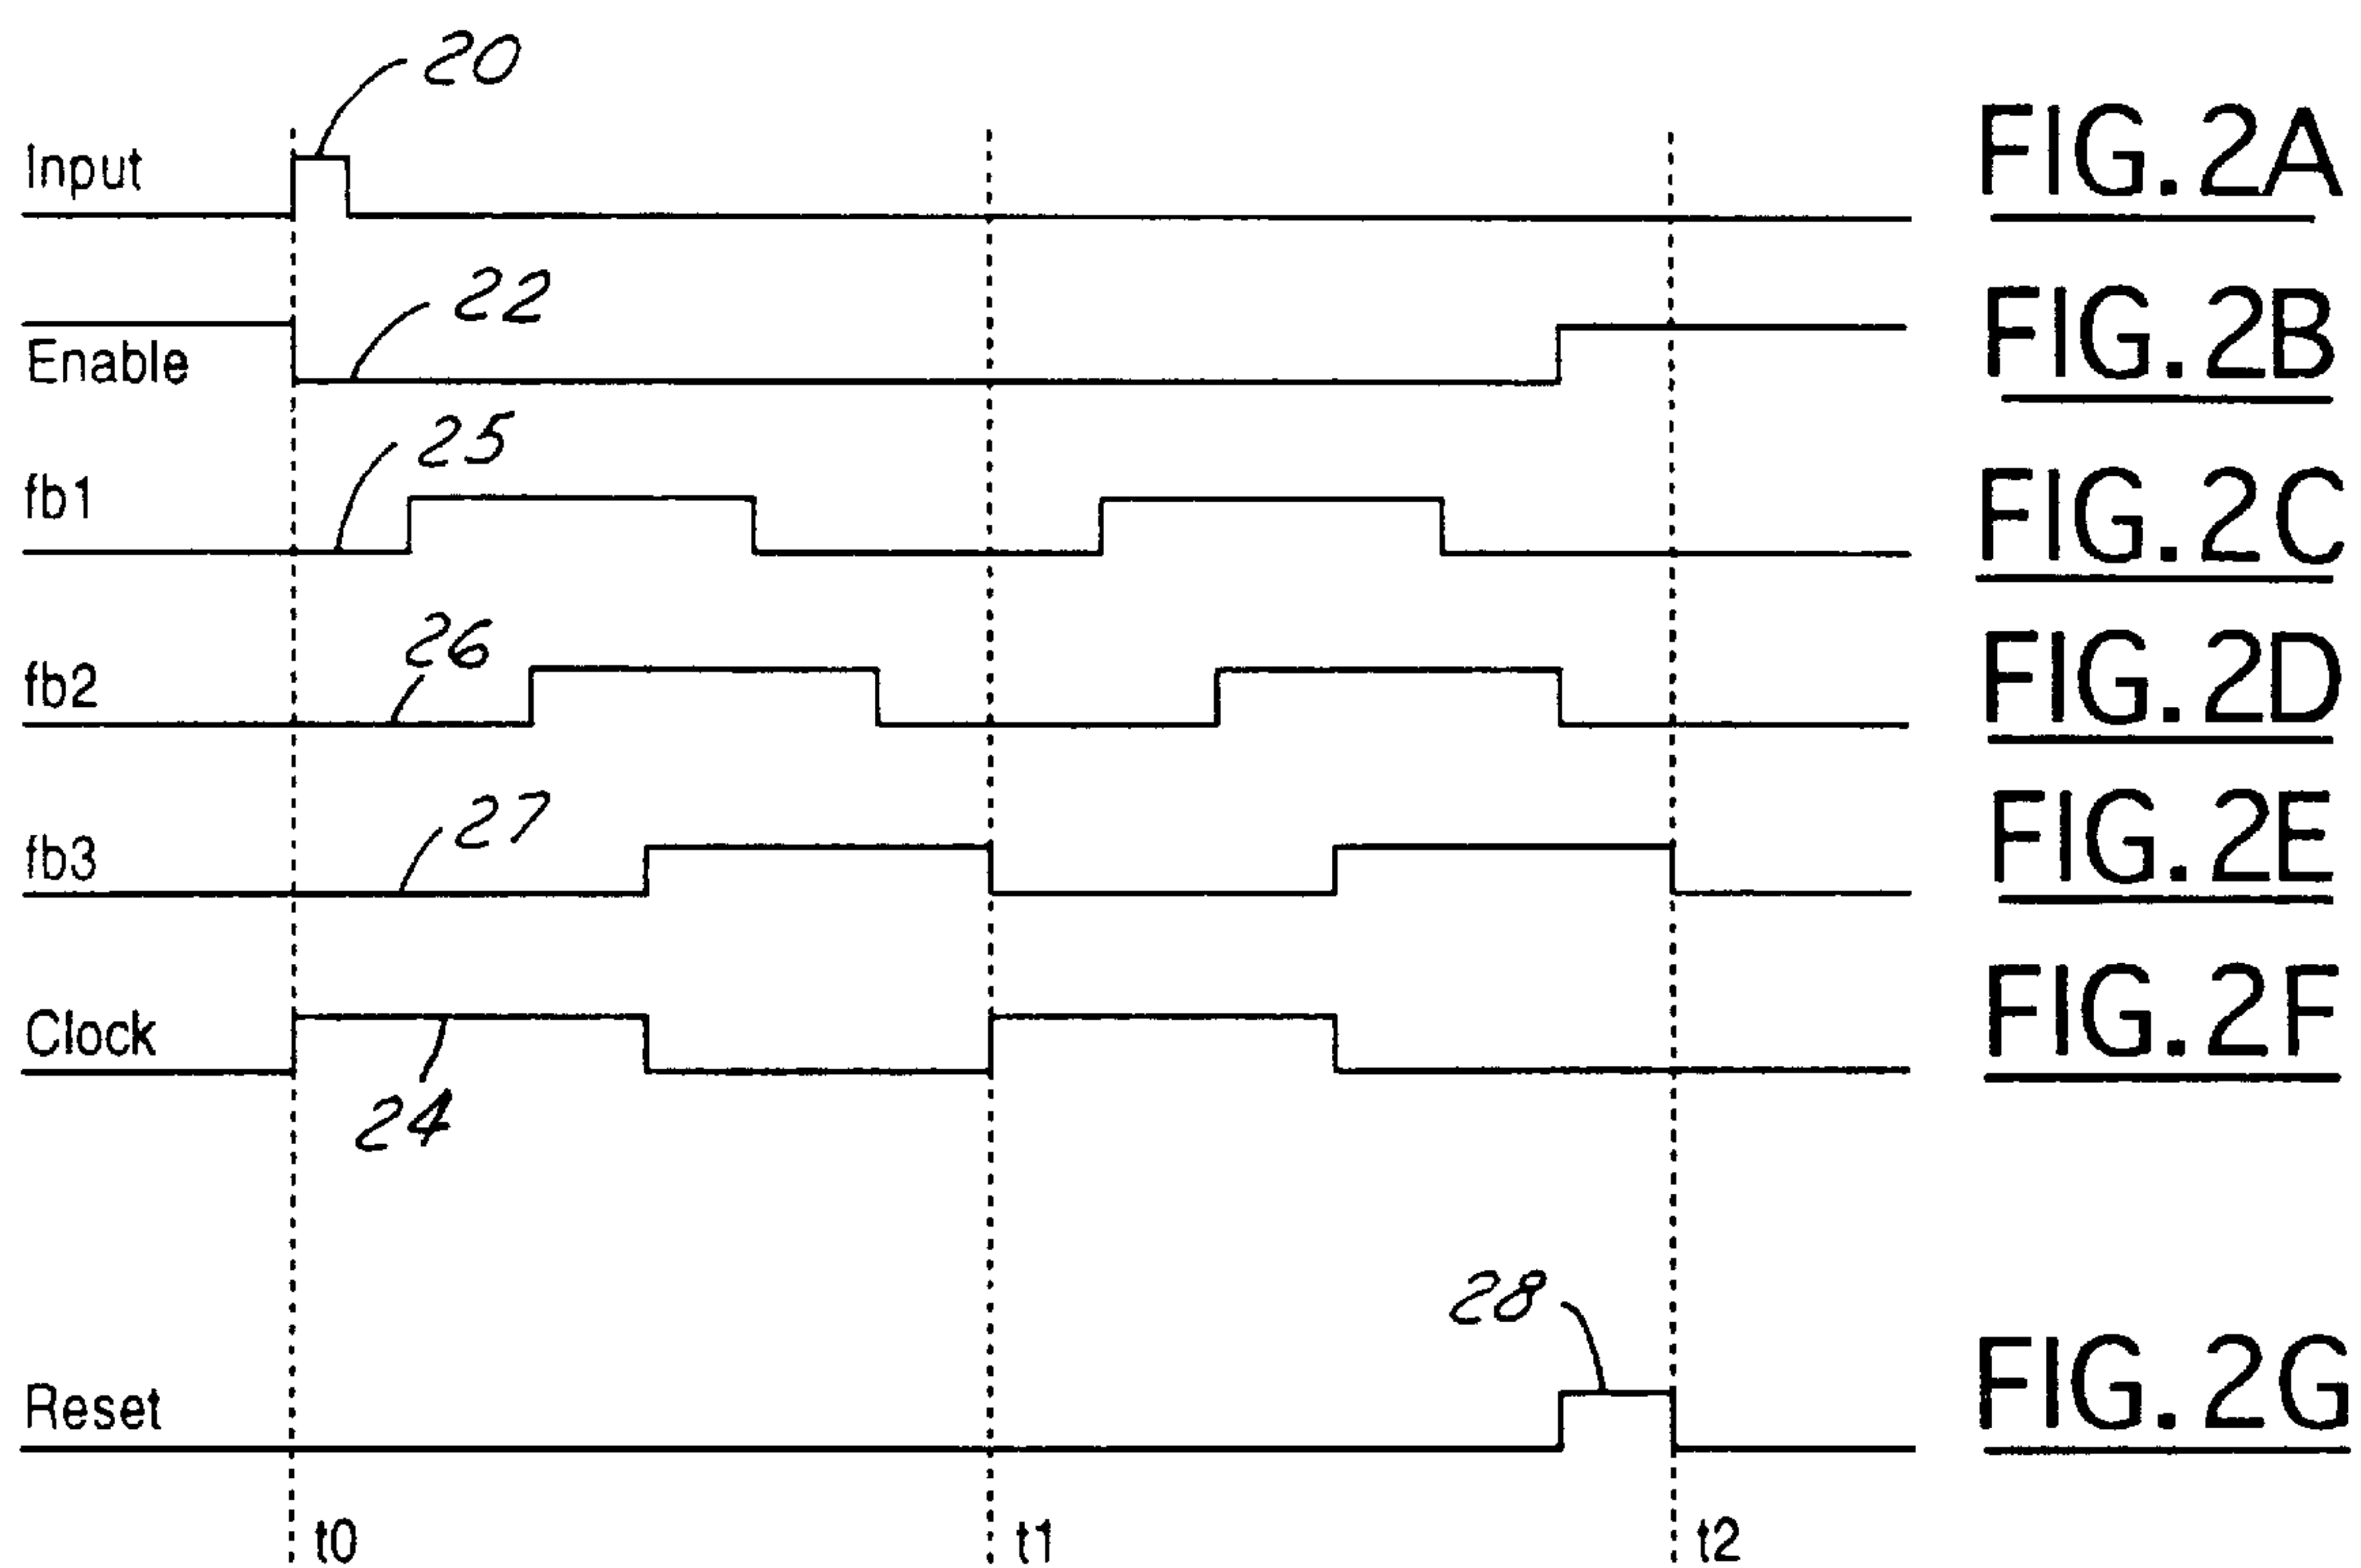 20
Input
FIG. 2A
22
Enable
FIG. 2B
25
fb1
FIG. 2C
26
fb2
FIG. 2D
27
fb3
FIG. 2E
Clock
24
FIG. 2F
28
Reset
FIG. 2G
t0
t1
t2